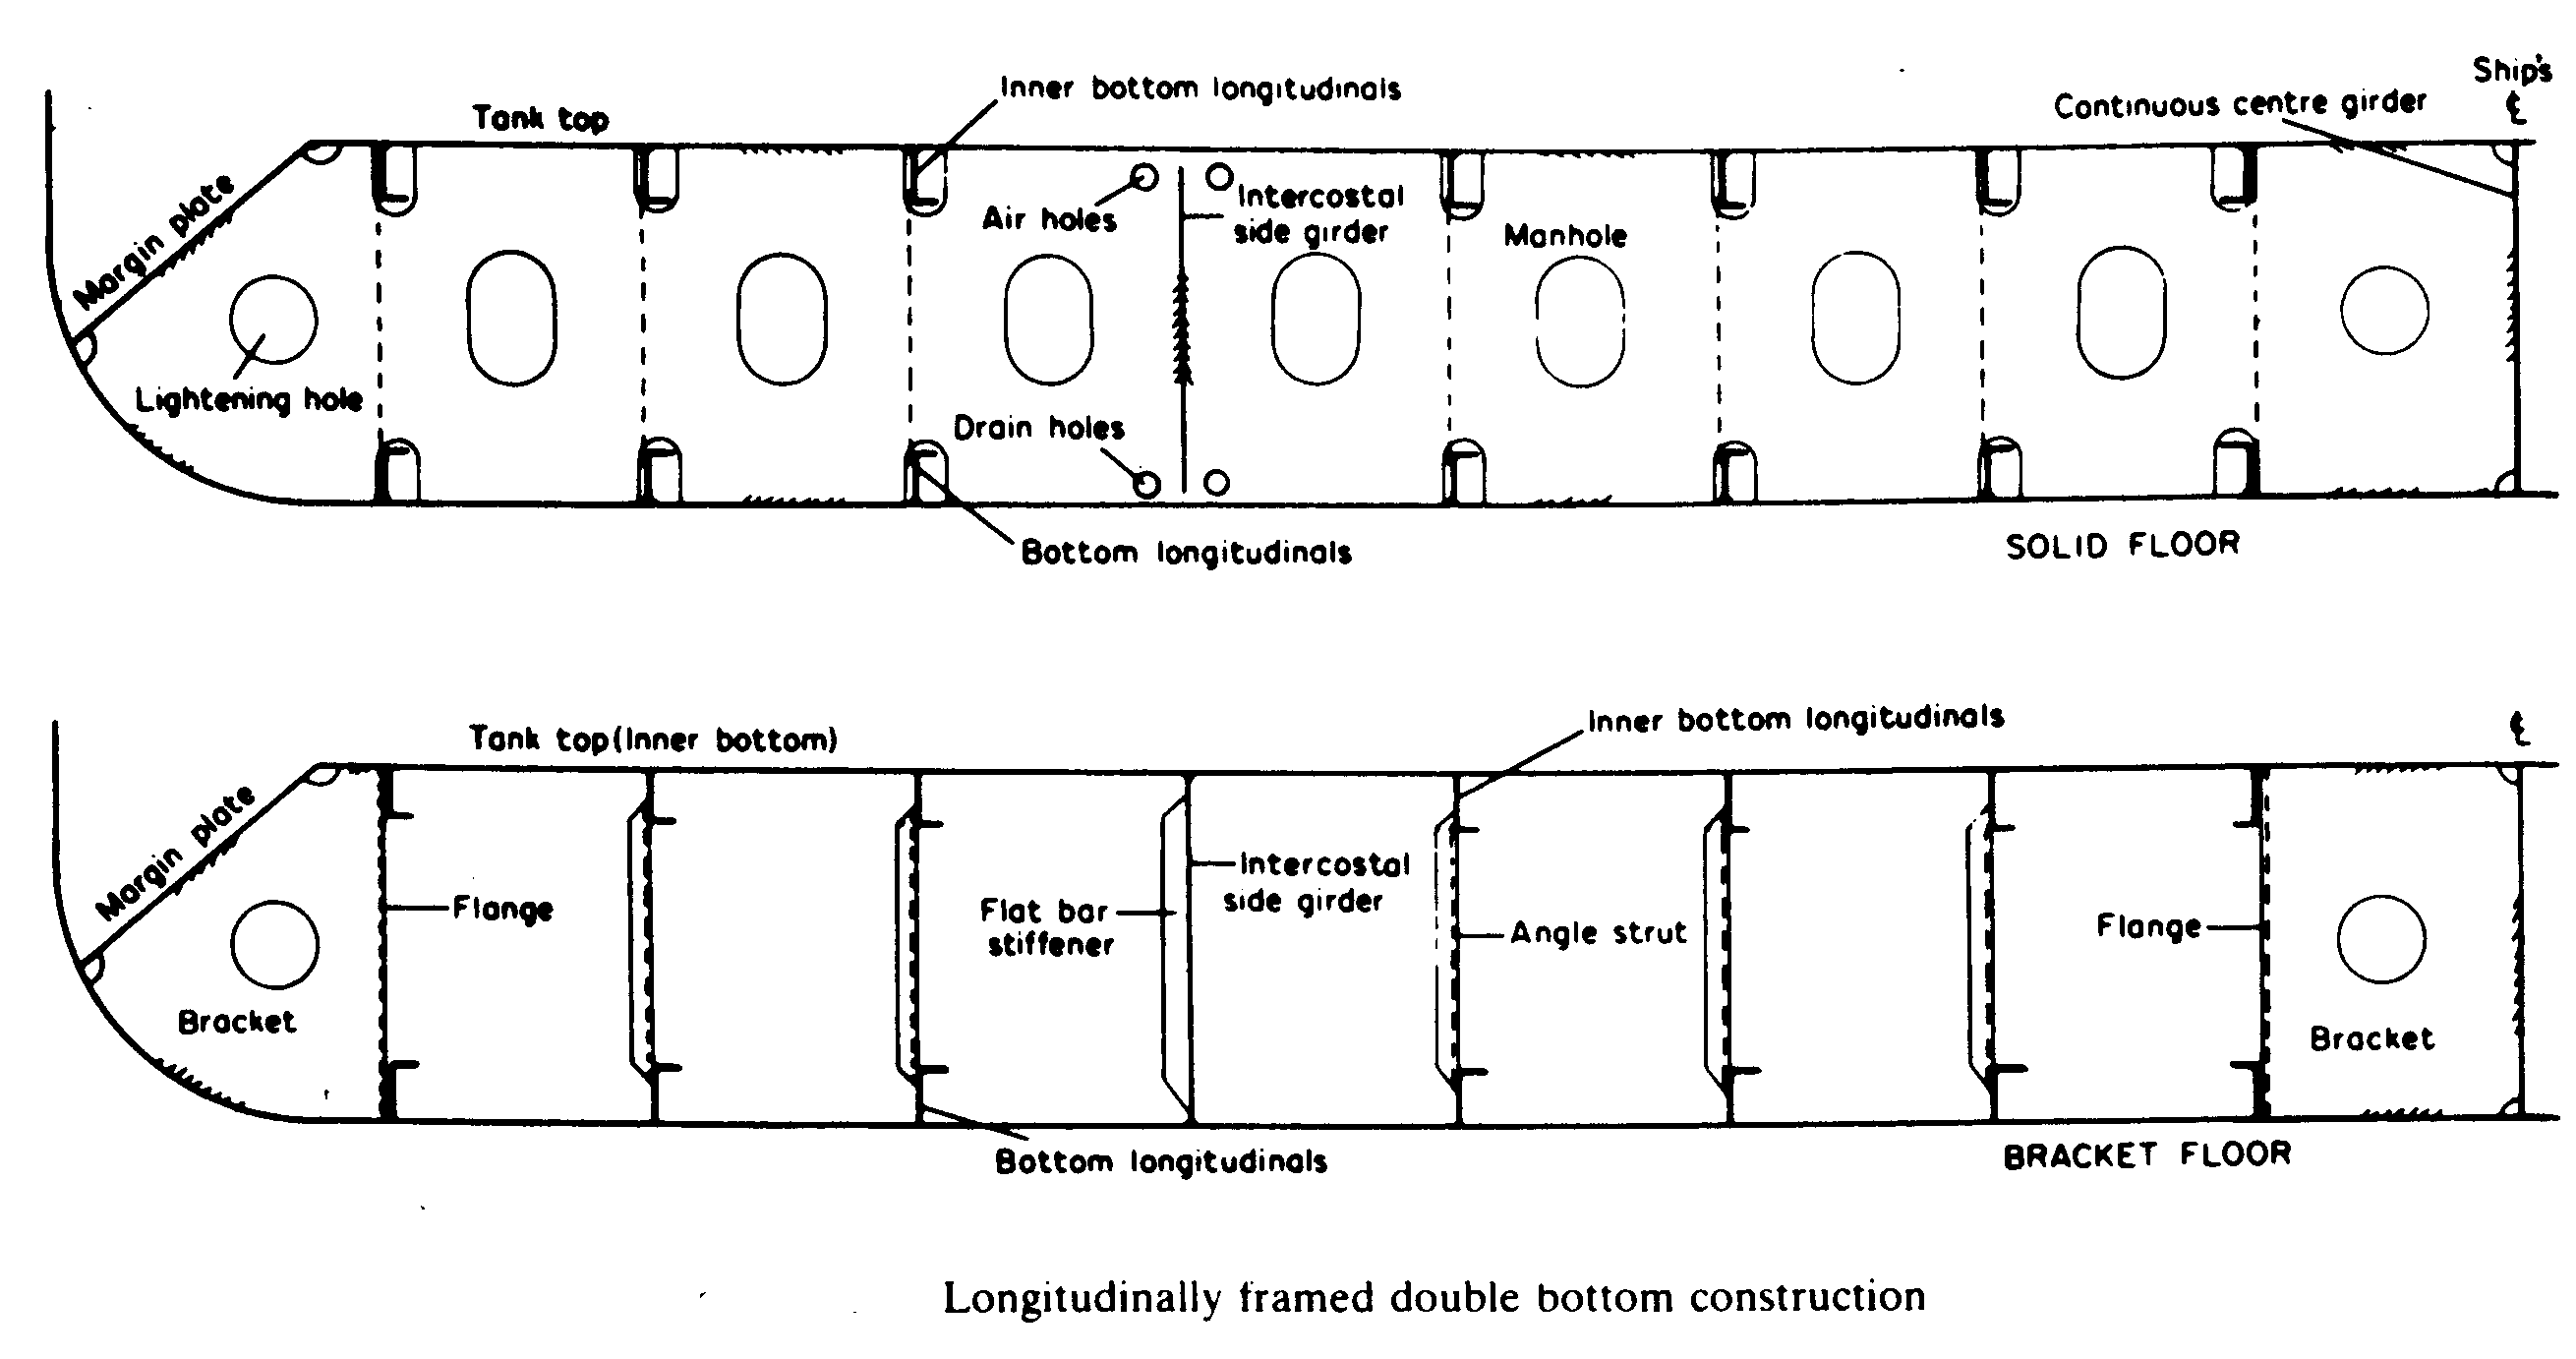 Ship's
℄
Continuous centre girder
Inner bottom longitudinals
Tank top
Margin plate
Air holes
Intercostal
side girder
Manhole
Lightening hole
Drain holes
Bottom longitudinals
SOLID FLOOR
Inner bottom longitudinals
℄
Tank top (Inner bottom)
Margin plate
Flange
Flat bar
stiffener
Intercostal
side girder
Angle strut
Flange
Bracket
Bracket
Bottom longitudinals
BRACKET FLOOR
Longitudinally framed double bottom construction